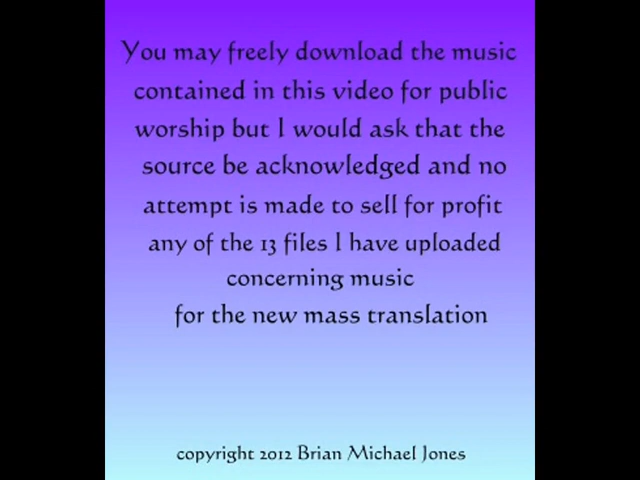 You may freely download the music
contained in this video for public
worship but I would ask that the
source be acknowledged and no
attempt is made to sell for profit
any of the 13 files I have uploaded
concerning music
for the new mass translation
copyright 2012 Brian Michael Jones